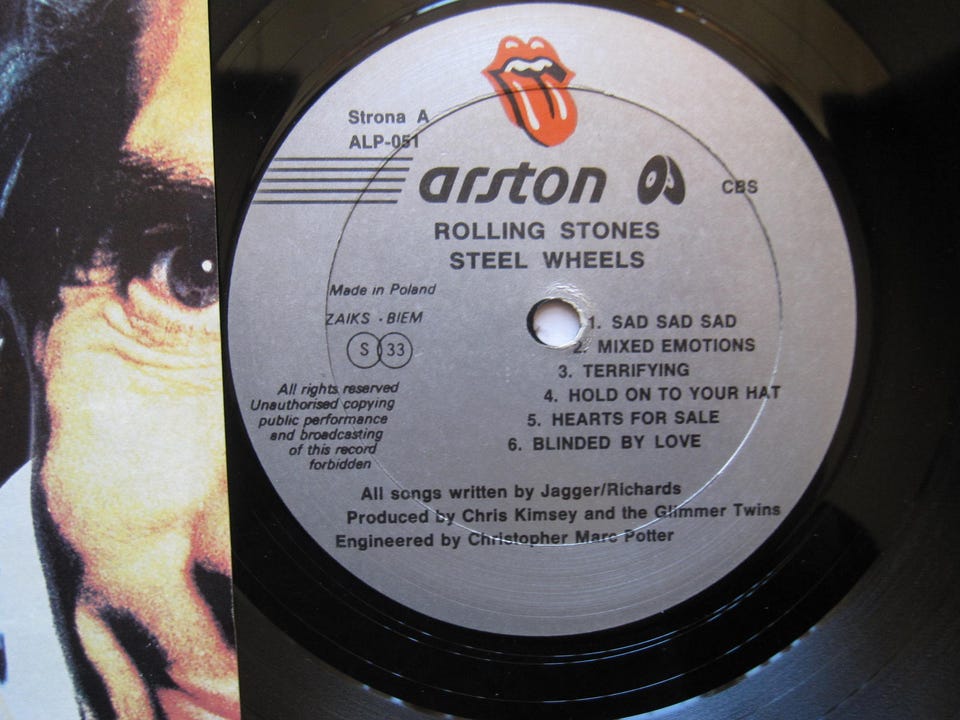 Strona A
ALP-051
arston
CBS
ROLLING STONES
STEEL WHEELS
Made in Poland
ZAIKS · BIEM
S 33
1. SAD SAD SAD
2. MIXED EMOTIONS
3. TERRIFYING
4. HOLD ON TO YOUR HAT
5. HEARTS FOR SALE
6. BLINDED BY LOVE
All rights reserved
Unauthorised copying
public performance
and broadcasting
of this record
forbidden
All songs written by Jagger/Richards
Produced by Chris Kimsey and the Glimmer Twins
Engineered by Christopher Marc Potter